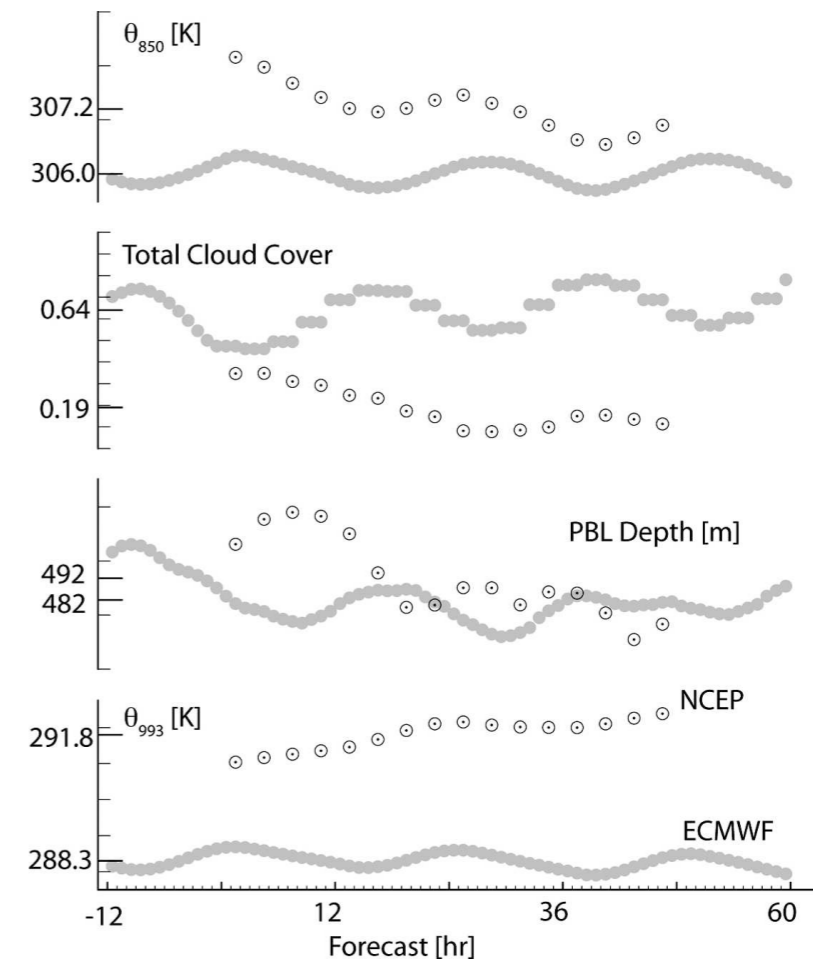 θ850 [K]
307.2
306.0
Total Cloud Cover
0.64
0.19
PBL Depth [m]
492
482
NCEP
θ993 [K]
291.8
ECMWF
288.3
-12 12 36 60
Forecast [hr]